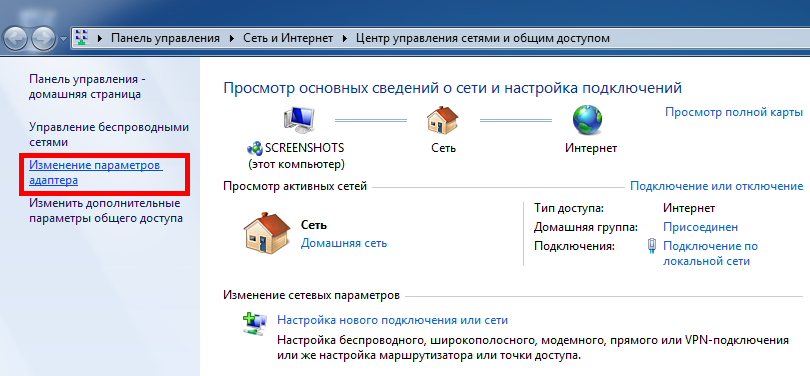 Панель управления ▸ Сеть и Интернет ▸ Центр управления сетями и общим доступом
Панель управления -
домашняя страница
Управление беспроводными
сетями
Изменение параметров
адаптера
Изменить дополнительные
параметры общего доступа
Просмотр основных сведений о сети и настройка подключений
Просмотр полной карты
SCREENSHOTS
(этот компьютер)
Сеть
Интернет
Просмотр активных сетей
Подключение или отключение
Сеть
Домашняя сеть
Тип доступа: Интернет
Домашняя группа: Присоединен
Подключения: Подключение по
локальной сети
Изменение сетевых параметров
Настройка нового подключения или сети
Настройка беспроводного, широкополосного, модемного, прямого или VPN-подключения
или же настройка маршрутизатора или точки доступа.